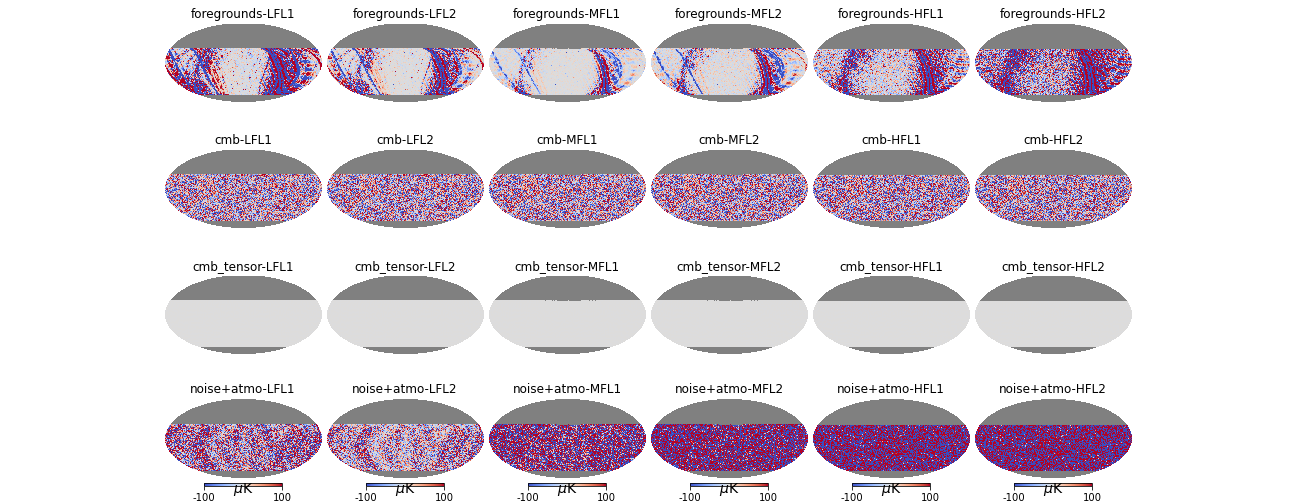 foregrounds-LFL1 foregrounds-LFL2 foregrounds-MFL1 foregrounds-MFL2 foregrounds-HFL1 foregrounds-HFL2
cmb-LFL1 cmb-LFL2 cmb-MFL1 cmb-MFL2 cmb-HFL1 cmb-HFL2
cmb_tensor-LFL1 cmb_tensor-LFL2 cmb_tensor-MFL1 cmb_tensor-MFL2 cmb_tensor-HFL1 cmb_tensor-HFL2
noise+atmo-LFL1 noise+atmo-LFL2 noise+atmo-MFL1 noise+atmo-MFL2 noise+atmo-HFL1 noise+atmo-HFL2
μK μK μK μK μK μK
-100 100 -100 100 -100 100 -100 100 -100 100 -100 100